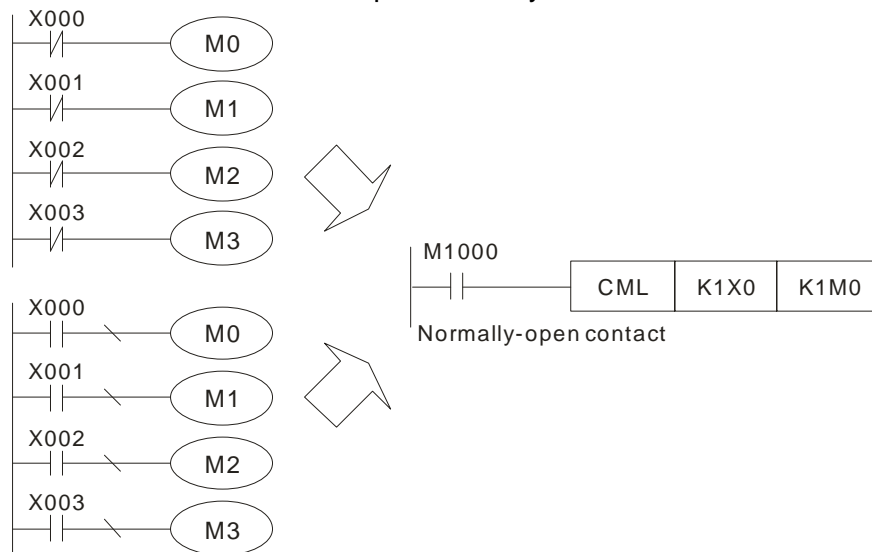 X000
M0
X001
M1
X002
M2
X003
M3
M1000
CML K1X0 K1M0
Normally-open contact
X000
M0
X001
M1
X002
M2
X003
M3